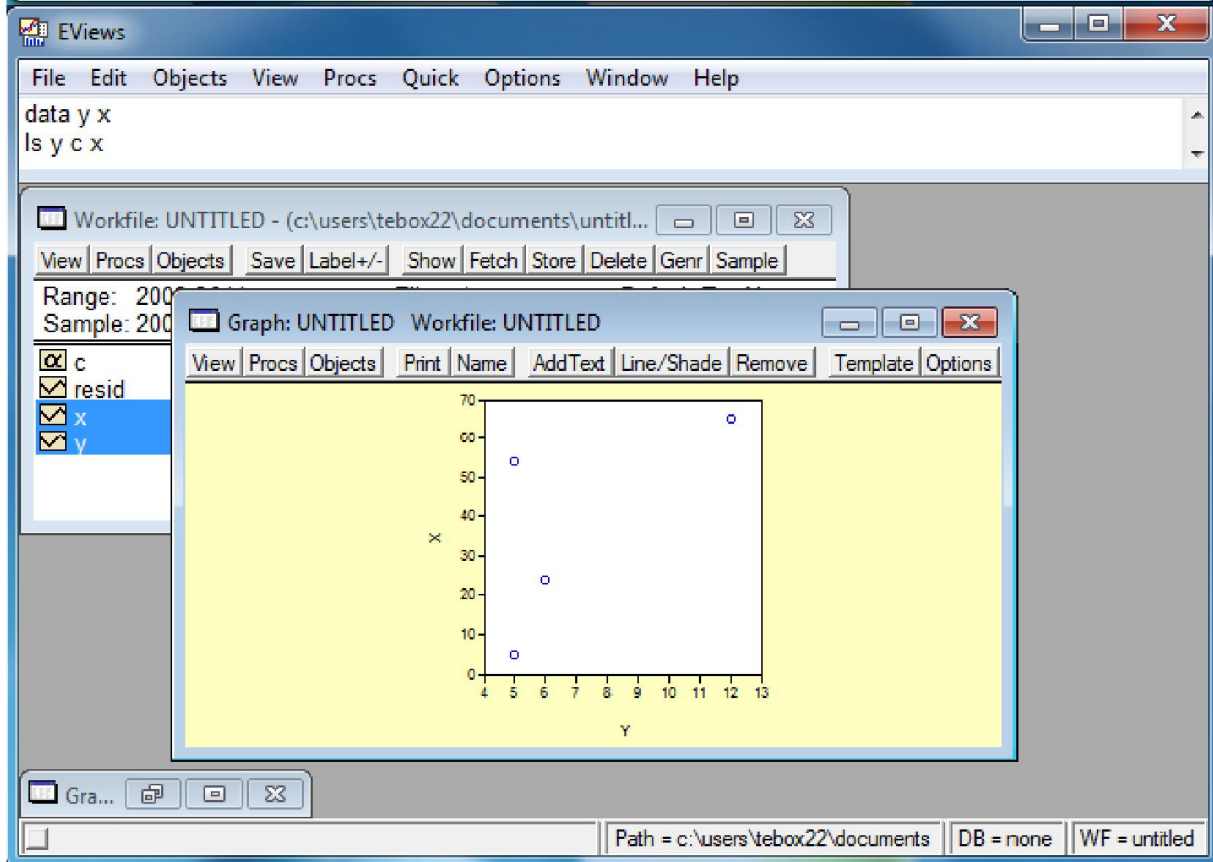 EViews
File Edit Objects View Procs Quick Options Window Help
data y x
ls y c x
Workfile: UNTITLED - (c:\users\tebox22\documents\untitl...
View Procs Objects Save Label+/- Show Fetch Store Delete Genr Sample
Range: 200
Sample: 200
c
resid
x
y
Graph: UNTITLED Workfile: UNTITLED
View Procs Objects Print Name AddText Line/Shade Remove Template Options
70
60
50
40
30
20
10
0
X
4 5 6 7 8 9 10 11 12 13
Y
Gra...
Path = c:\users\tebox22\documents DB = none WF = untitled